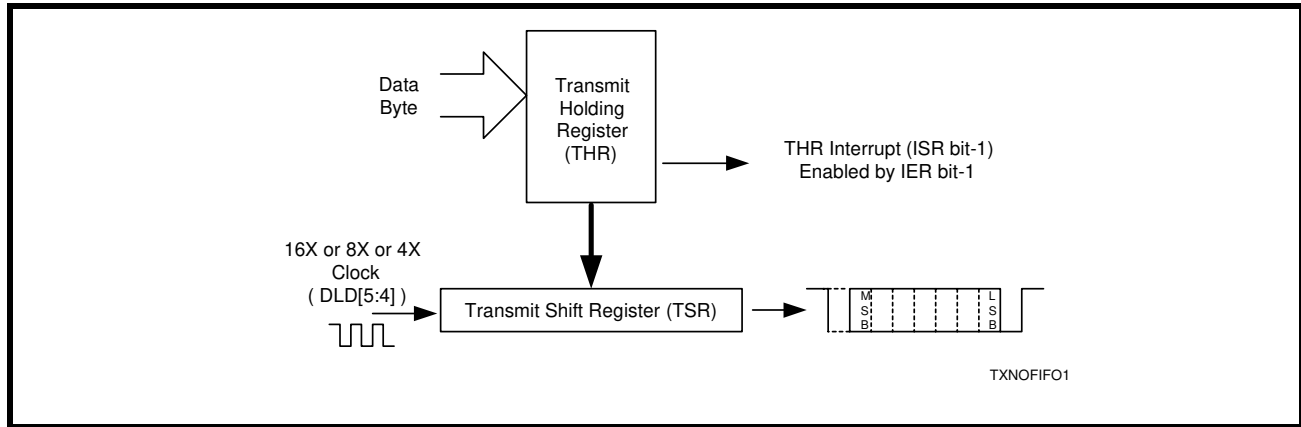 Data
Byte
Transmit
Holding
Register
(THR)
THR Interrupt (ISR bit-1)
Enabled by IER bit-1
16X or 8X or 4X
Clock
( DLD[5:4] )
Transmit Shift Register (TSR)
M
S
B
L
S
B
TXNOFIFO1